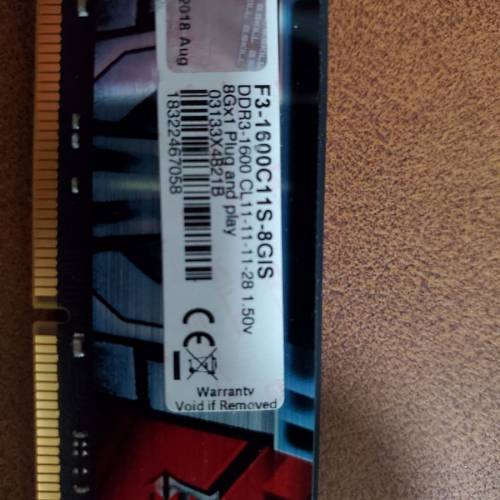 2018 Aug
F3-1600C11S-8GIS
DDR3-1600 CL11-11-11-28 1.50v
8Gx1 Plug and play
03133X4821B
18322467058
Warranty
Void if Removed